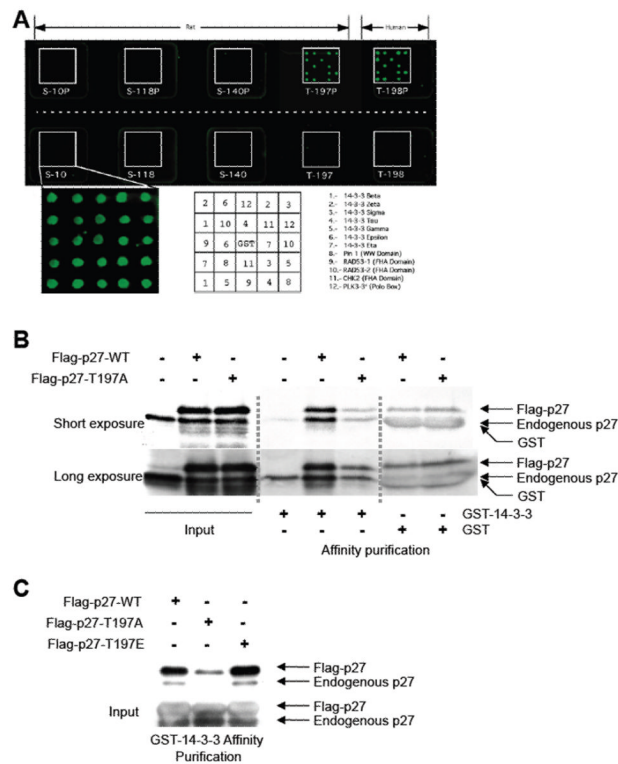 A
Rat
Human
S-10P S-118P S-140P T-197P T-198P
S-10 S-118 S-140 T-197 T-198
2 6 12 2 3
1 10 4 11 12
9 6 GST 7 10
7 8 11 3 5
1 5 9 4 8
1.- 14-3-3 Beta
2.- 14-3-3 Zeta
3.- 14-3-3 Sigma
4.- 14-3-3 Tau
5.- 14-3-3 Gamma
6.- 14-3-3 Epsilon
7.- 14-3-3 Eta
8.- Pin 1 (WW Domain)
9.- RAD53-1 (FHA Domain)
10.- RAD53-2 (FHA Domain)
11.- CHK2 (FHA Domain)
12.- PLK3-3* (Polo Box)
B
Flag-p27-WT - + - - + - + -
Flag-p27-T197A - - + - - + - +
Short exposure
Flag-p27
Endogenous p27
GST
Long exposure
Flag-p27
Endogenous p27
GST
+ + + - - GST-14-3-3
Input - - - + + GST
Affinity purification
C
Flag-p27-WT + - -
Flag-p27-T197A - + -
Flag-p27-T197E - - +
Flag-p27
Endogenous p27
Input
Flag-p27
Endogenous p27
GST-14-3-3 Affinity
Purification